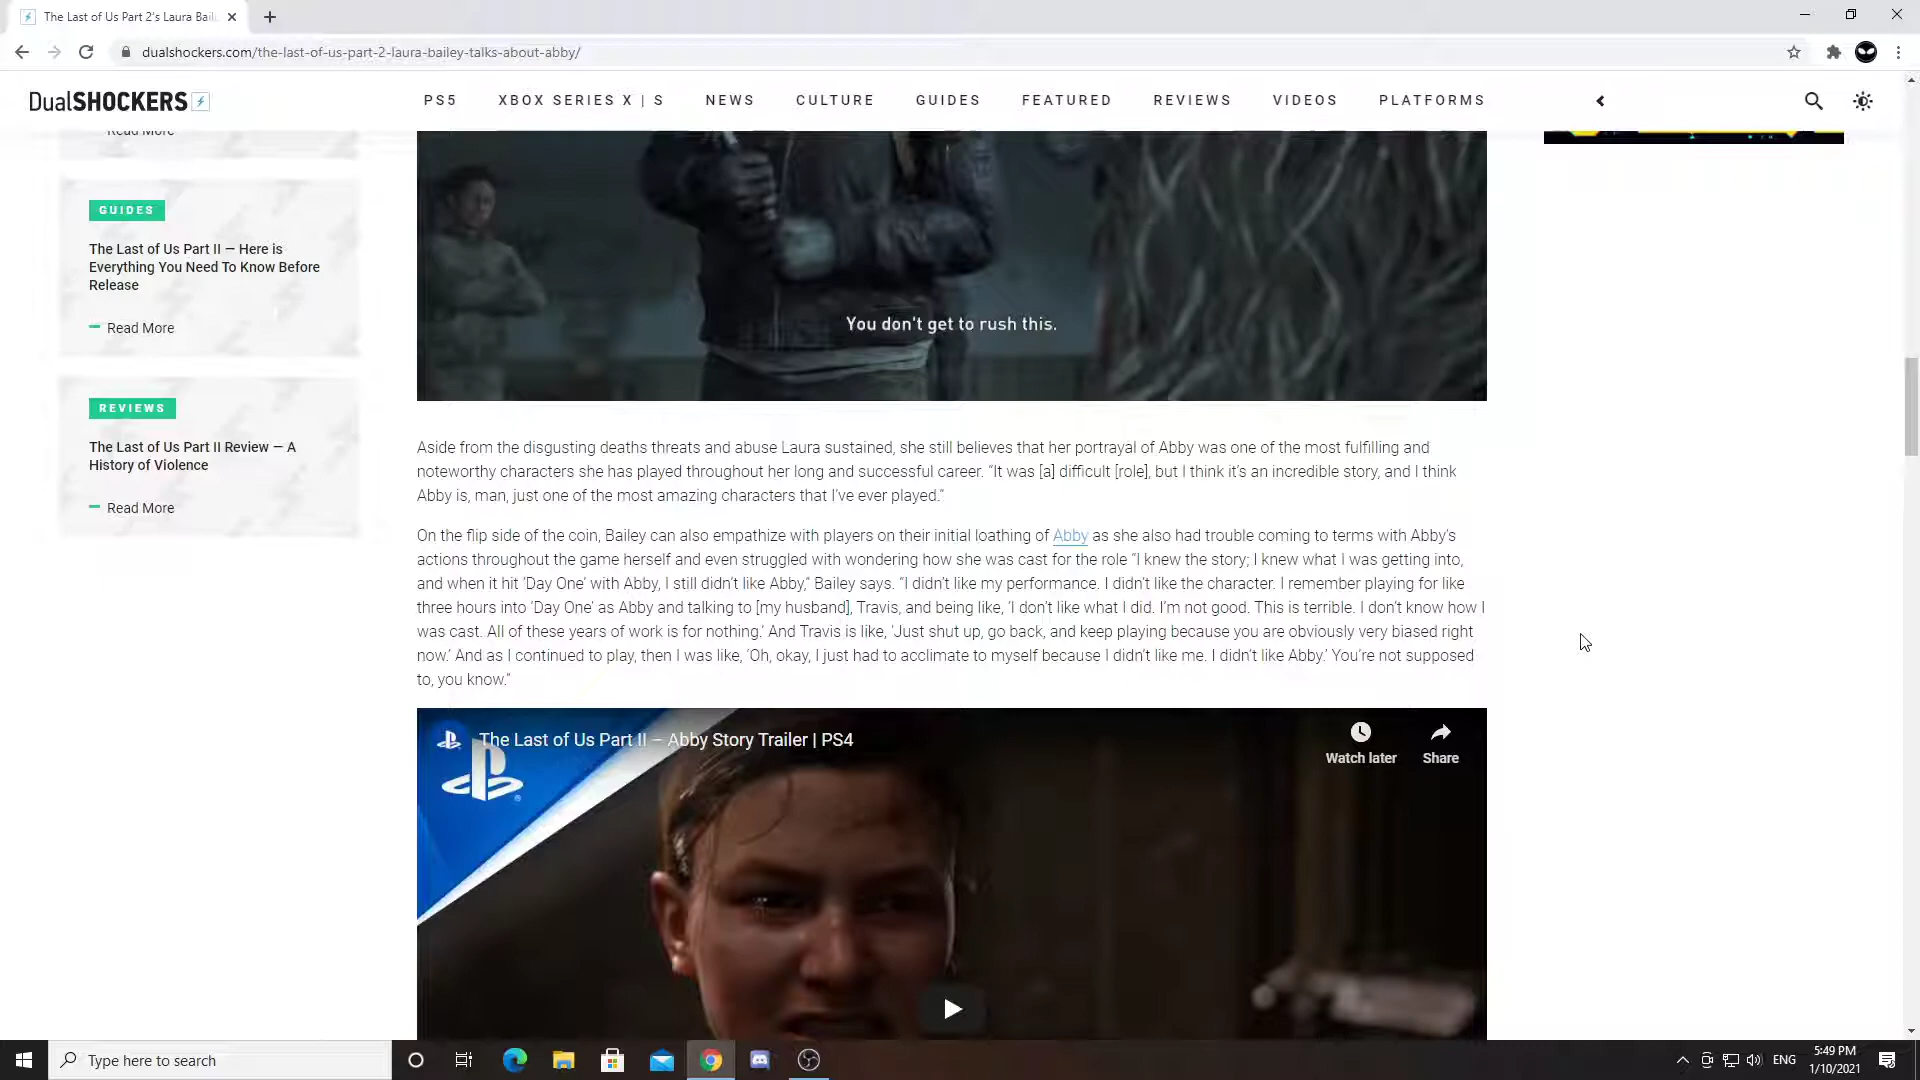 The Last of Us Part 2's Laura Bail
dualshockers.com/the-last-of-us-part-2-laura-bailey-talks-about-abby/
DualSHOCKERS
PS5 XBOX SERIES X | S NEWS CULTURE GUIDES FEATURED REVIEWS VIDEOS PLATFORMS
Read More
GUIDES
The Last of Us Part II – Here is
Everything You Need To Know Before
Release
Read More
REVIEWS
The Last of Us Part II Review – A
History of Violence
Read More
You don't get to rush this.
Aside from the disgusting deaths threats and abuse Laura sustained, she still believes that her portrayal of Abby was one of the most fulfilling and
noteworthy characters she has played throughout her long and successful career. “It was [a] difficult [role], but I think it’s an incredible story, and I think
Abby is, man, just one of the most amazing characters that I’ve ever played.”
On the flip side of the coin, Bailey can also empathize with players on their initial loathing of Abby as she also had trouble coming to terms with Abby’s
actions throughout the game herself and even struggled with wondering how she was cast for the role “I knew the story; I knew what I was getting into,
and when it hit ‘Day One’ with Abby, I still didn’t like Abby,” Bailey says. “I didn’t like my performance. I didn’t like the character. I remember playing for like
three hours into ‘Day One’ as Abby and talking to [my husband], Travis, and being like, ‘I don’t like what I did. I’m not good. This is terrible. I don’t know how I
was cast. All of these years of work is for nothing.’ And Travis is like, ‘Just shut up, go back, and keep playing because you are obviously very biased right
now.’ And as I continued to play, then I was like, ‘Oh, okay, I just had to acclimate to myself because I didn’t like me. I didn’t like Abby.’ You’re not supposed
to, you know.”
The Last of Us Part II – Abby Story Trailer | PS4
Watch later Share
Type here to search
ENG
5:49 PM
1/10/2021